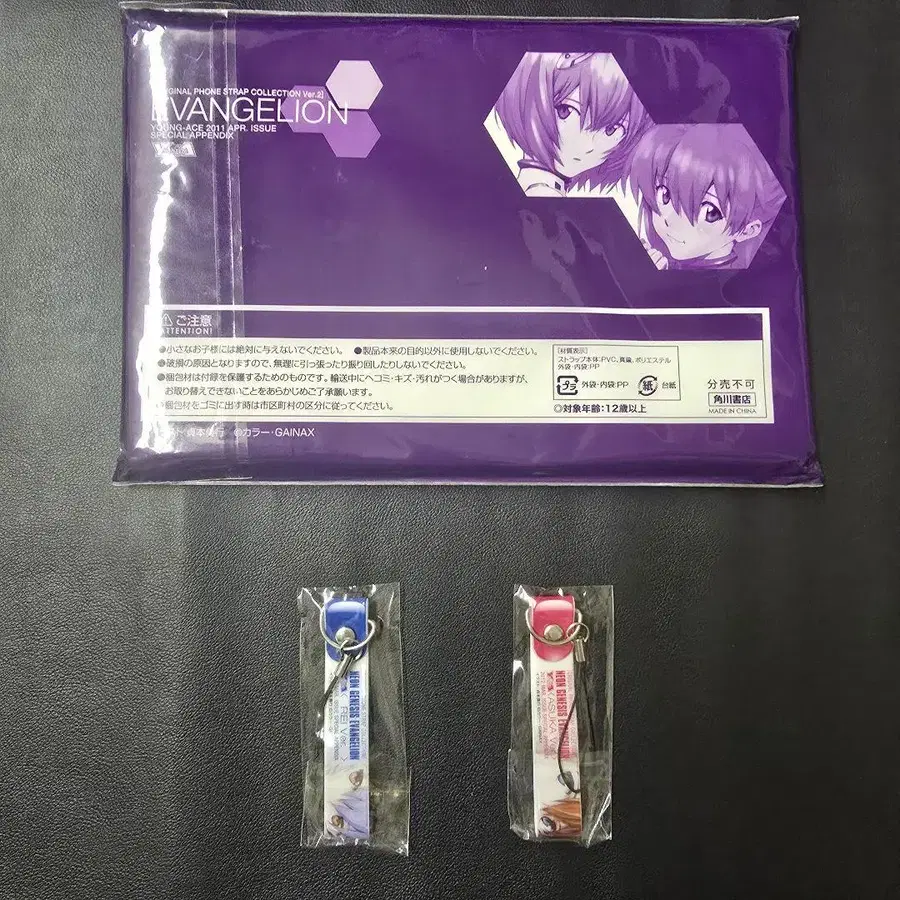 ORIGINAL PHONE STRAP COLLECTION Ver.2
EVANGELION
YOUNG-ACE 2011 APR. ISSUE
SPECIAL APPENDIX
ご注意
ATTENTION!
●小さなお子様には絶対に与えないでください。 ●製品本来の目的以外に使用しないでください。
●破損の原因となりますので、無理に引っ張ったり振り回したりしないでください。
●梱包材は付録を保護するためのものです。輸送中にヘコミ・キズ・汚れがつく場合がありますが、
お取り替えできないことをあらかじめご了承願います。
●梱包材をゴミに出す時は市区町村の区分に従ってください。
[材質表示]
ストラップ本体:PVC、真鍮、ポリエステル
外袋・内袋:PP
プラ 外袋・内袋:PP 紙 台紙
◎対象年齢:12歳以上
分売不可
角川書店
MADE IN CHINA
貞本義行 ©カラー・GAINAX
NEON GENESIS EVANGELION
REI Ver.
NEON GENESIS EVANGELION
ASUKA Ver.